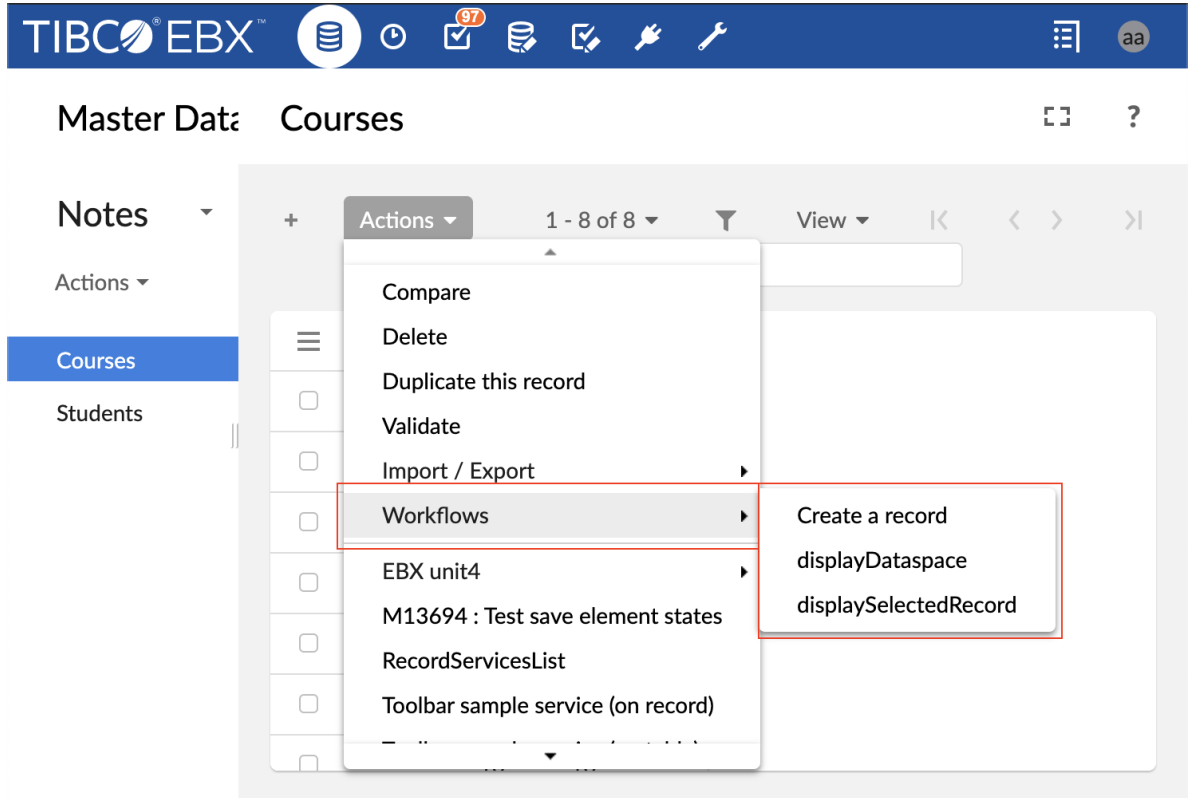 TIBCO® EBX™
97
aa
Master Data
Courses
?
Notes
Actions
1 - 8 of 8
View
Actions
Compare
Delete
Duplicate this record
Courses
Validate
Students
Import / Export
Workflows
Create a record
displayDataspace
EBX unit4
displaySelectedRecord
M13694 : Test save element states
RecordServicesList
Toolbar sample service (on record)